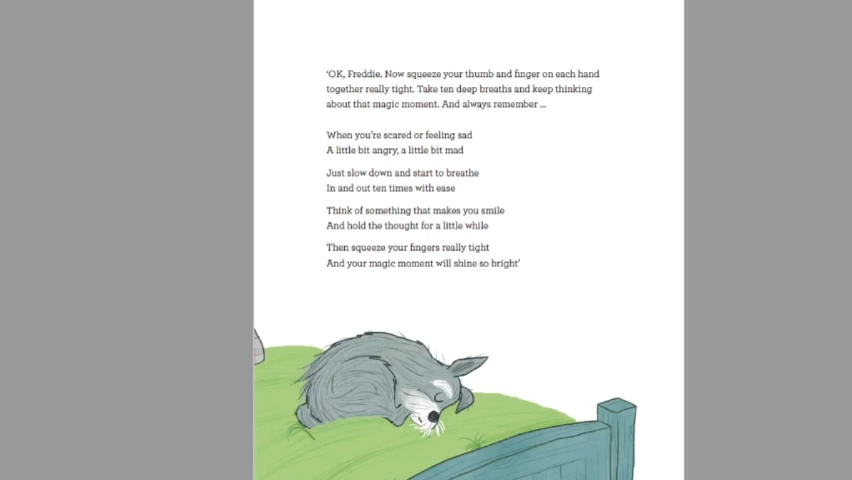 'OK, Freddie. Now squeeze your thumb and finger on each hand
together really tight. Take ten deep breaths and keep thinking
about that magic moment. And always remember ...
When you're scared or feeling sad
A little bit angry, a little bit mad
Just slow down and start to breathe
In and out ten times with ease
Think of something that makes you smile
And hold the thought for a little while
Then squeeze your fingers really tight
And your magic moment will shine so bright'